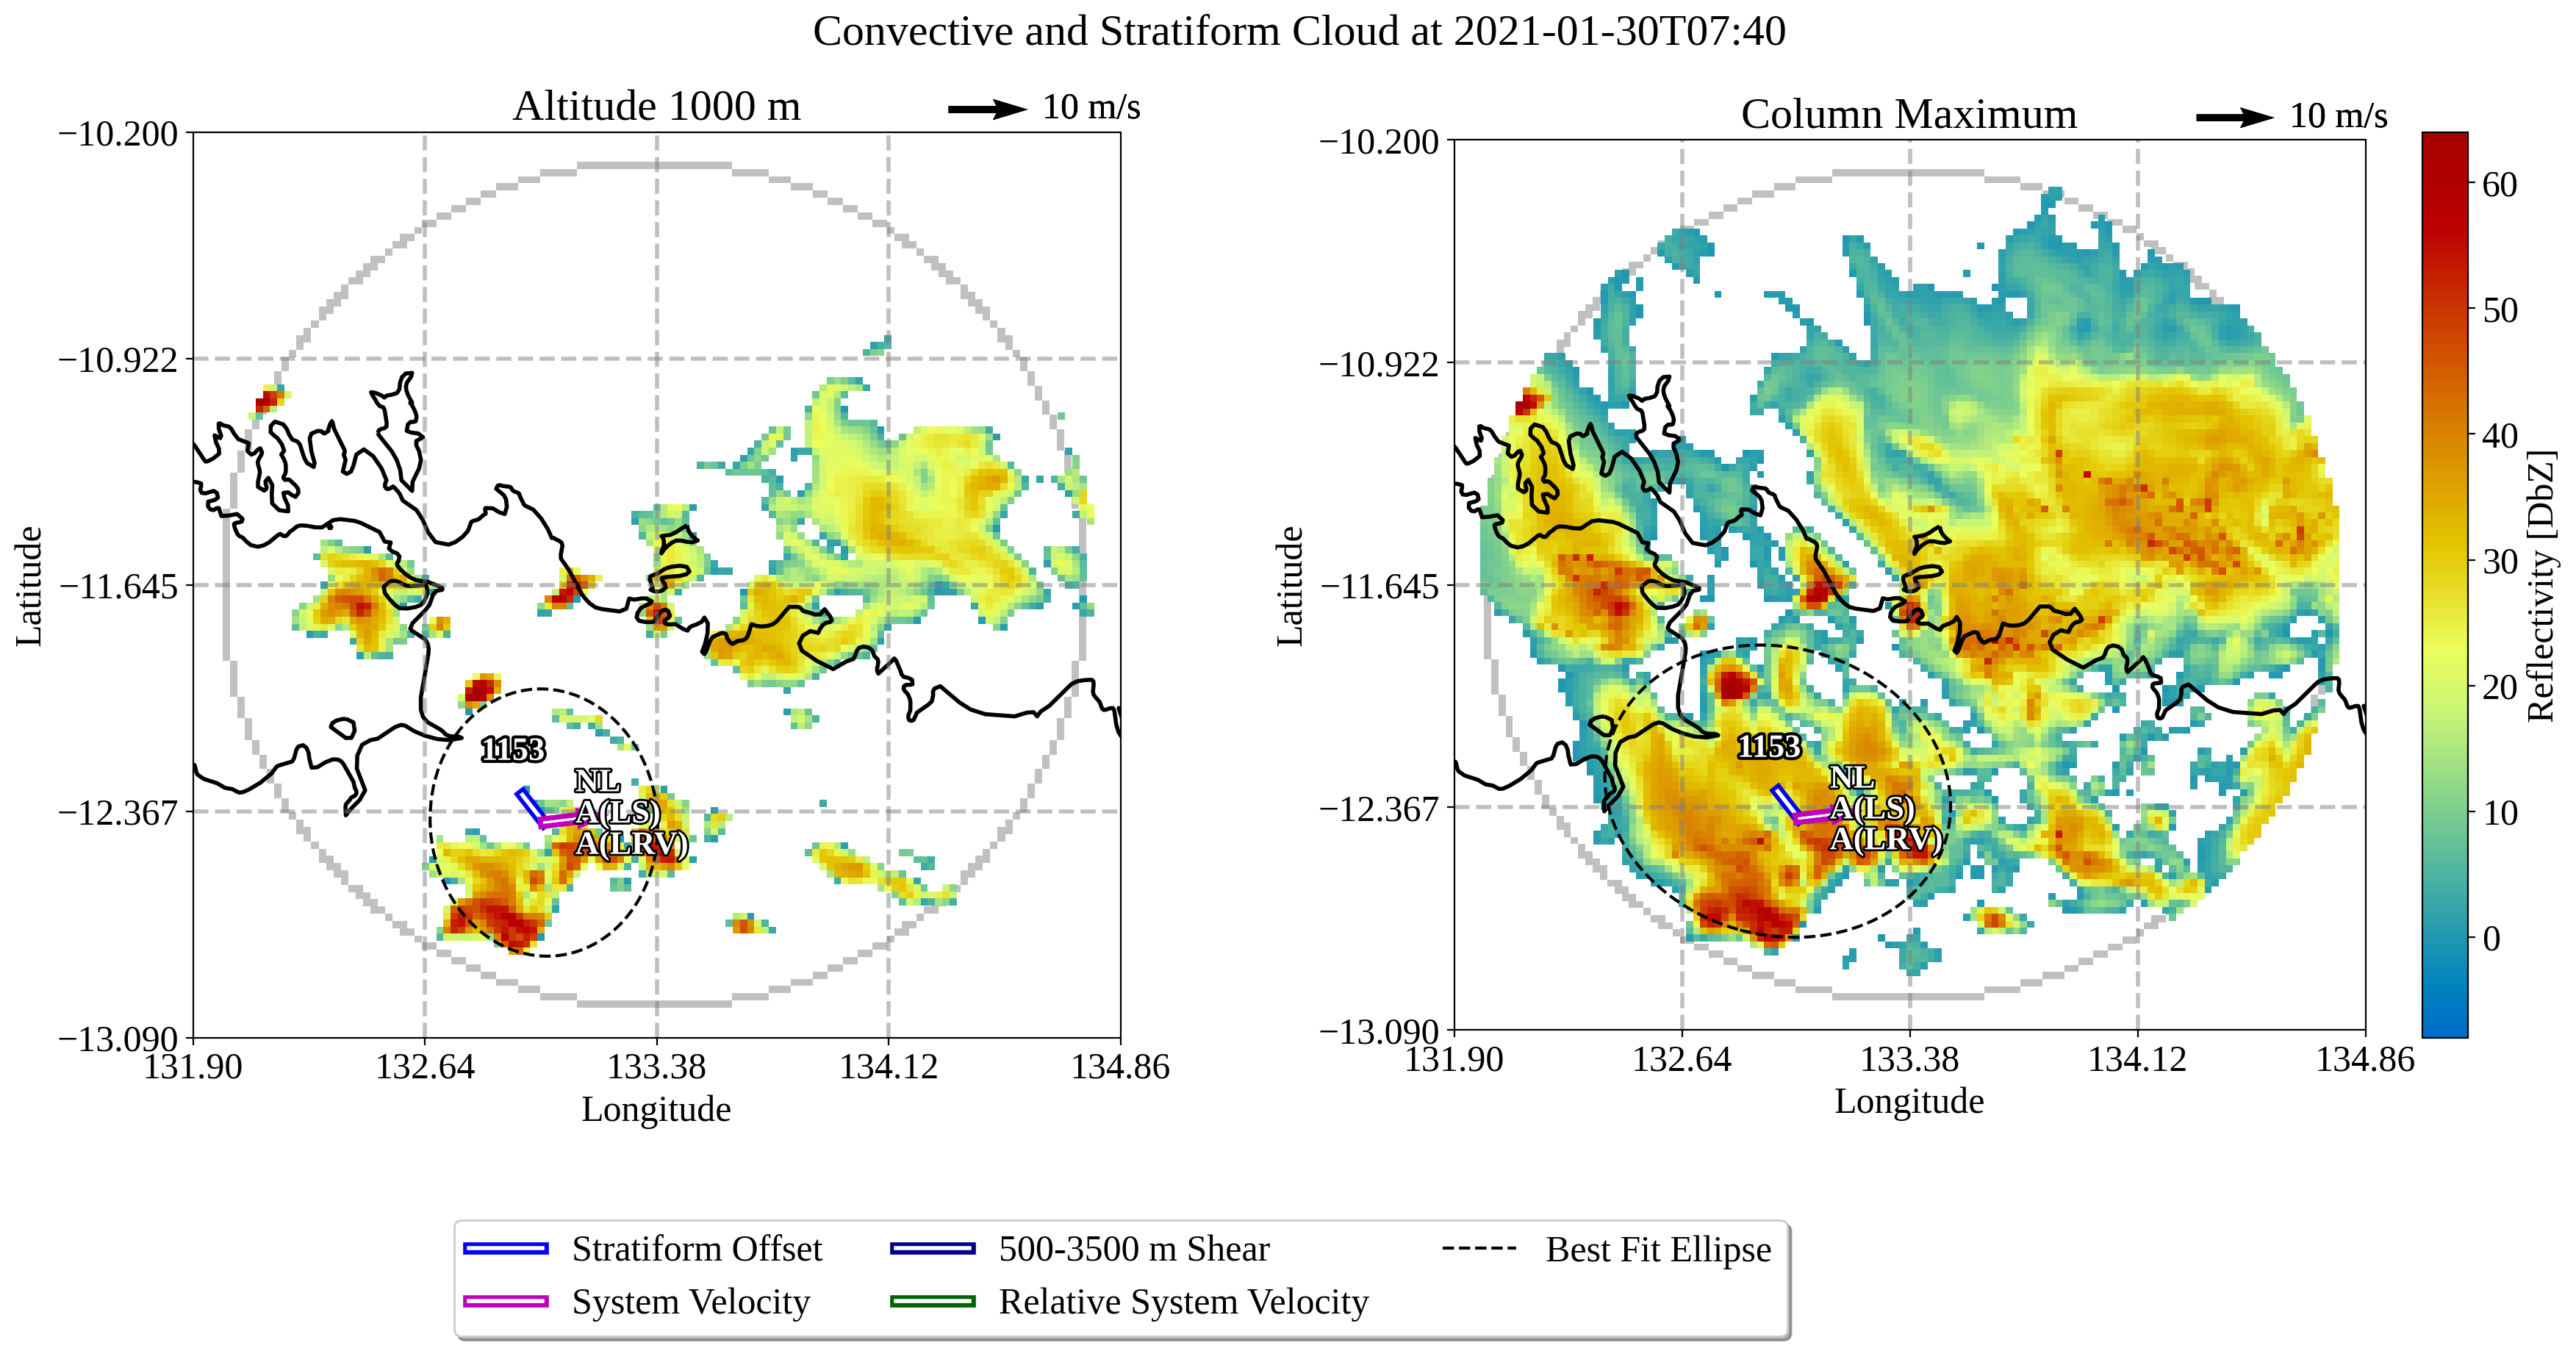 Convective and Stratiform Cloud at 2021-01-30T07:40
Altitude 1000 m
10 m/s
−10.200
−10.922
−11.645
−12.367
−13.090
Latitude
131.90
132.64
133.38
134.12
134.86
Longitude
1153
NL
A(LS)
A(LRV)
Column Maximum
10 m/s
−10.200
−10.922
−11.645
−12.367
−13.090
Latitude
131.90
132.64
133.38
134.12
134.86
Longitude
1153
NL
A(LS)
A(LRV)
60
50
40
30
20
10
0
Reflectivity [DbZ]
Stratiform Offset
System Velocity
500-3500 m Shear
Relative System Velocity
Best Fit Ellipse